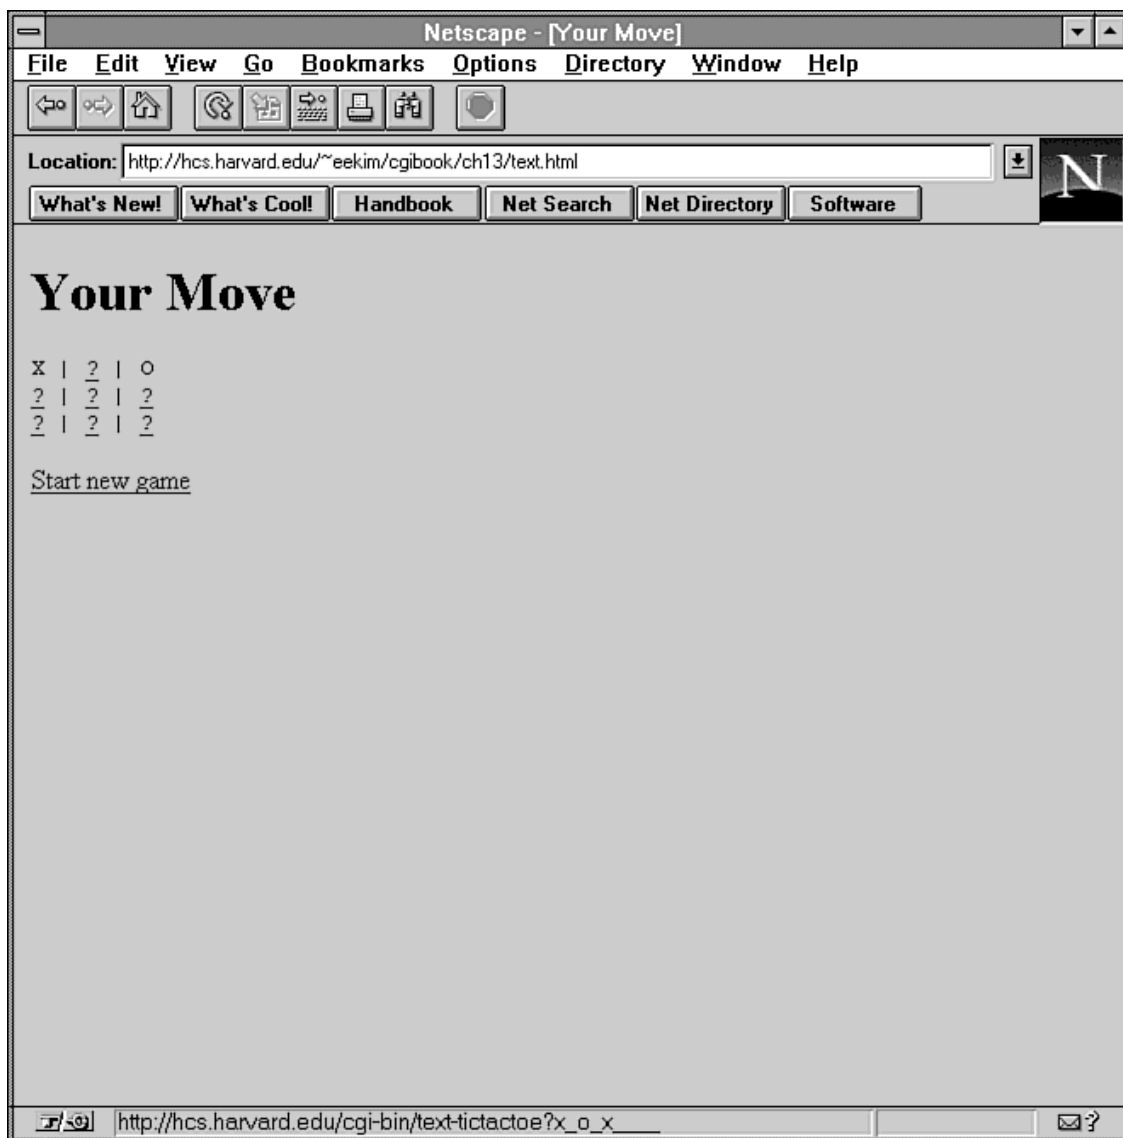 Netscape - [Your Move]
File Edit View Go Bookmarks Options Directory Window Help
Location: http://hcs.harvard.edu/~eekim/cgibook/ch13/text.html
N
What's New! What's Cool! Handbook Net Search Net Directory Software
Your Move
X | ? | O
? | ? | ?
? | ? | ?
Start new game
http://hcs.harvard.edu/cgi-bin/text-tictactoe?x_o_x____
?